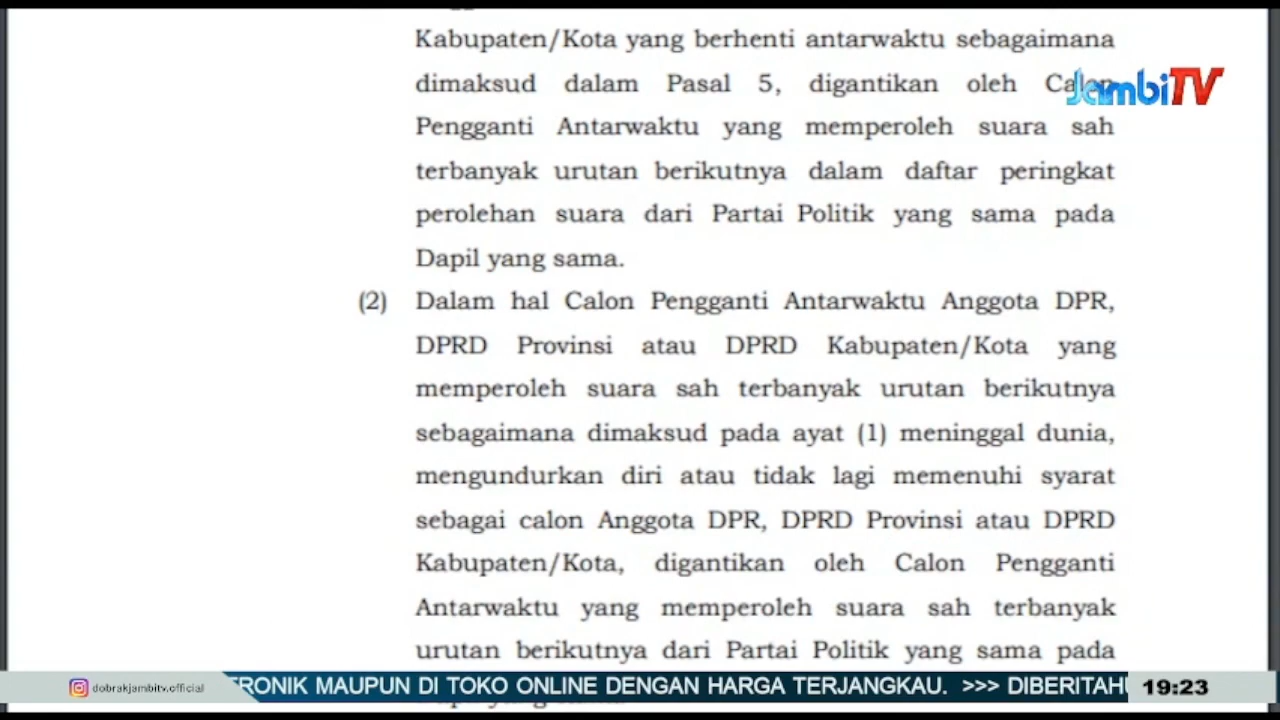 Kabupaten/Kota yang berhenti antarwaktu sebagaimana
dimaksud dalam Pasal 5, digantikan oleh Calon
JambiTV
Pengganti Antarwaktu yang memperoleh suara sah
terbanyak urutan berikutnya dalam daftar peringkat
perolehan suara dari Partai Politik yang sama pada
Dapil yang sama.
(2) Dalam hal Calon Pengganti Antarwaktu Anggota DPR,
DPRD Provinsi atau DPRD Kabupaten/Kota yang
memperoleh suara sah terbanyak urutan berikutnya
sebagaimana dimaksud pada ayat (1) meninggal dunia,
mengundurkan diri atau tidak lagi memenuhi syarat
sebagai calon Anggota DPR, DPRD Provinsi atau DPRD
Kabupaten/Kota, digantikan oleh Calon Pengganti
Antarwaktu yang memperoleh suara sah terbanyak
urutan berikutnya dari Partai Politik yang sama pada
dobrakjambitv.official
TRONIK MAUPUN DI TOKO ONLINE DENGAN HARGA TERJANGKAU. >>> DIBERITAHU
19:23